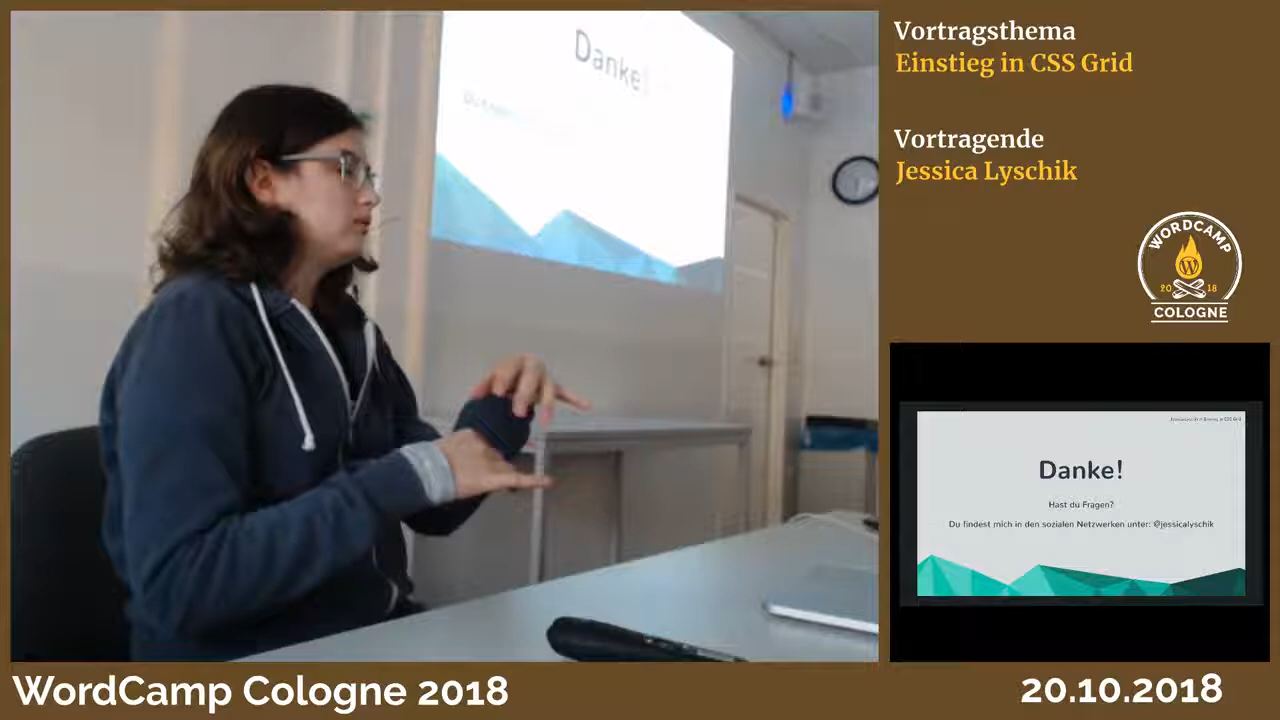 Danke!
Vortragsthema
Einstieg in CSS Grid
Vortragende
Jessica Lyschik
WORDCAMP
20 18
COLOGNE
Danke!
Hast du Fragen?
Du findest mich in den sozialen Netzwerken unter: @jessicalyschik
WordCamp Cologne 2018
20.10.2018